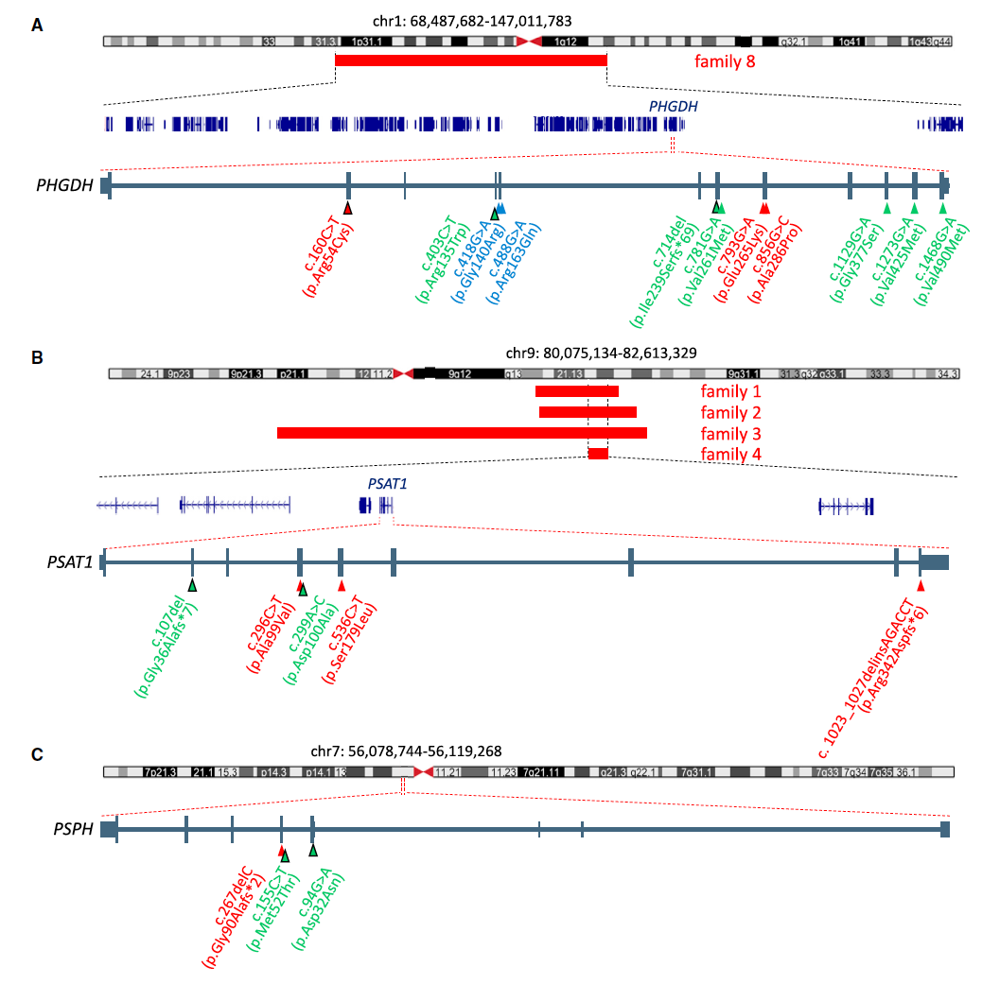 A
chr1: 68,487,682-147,011,783
33 31.3 1p31.1 1q12 q32.1 1q41 1q43 q44
family 8
PHGDH
PHGDH
c.160C>T
(p.Arg54Cys)
c.403C>T
(p.Arg135Trp)
c.418G>A
(p.Gly140Arg)
c.488G>A
(p.Arg163Gln)
c.714del
(p.Ile239Serfs*69)
c.781G>A
(p.Val261Met)
c.793G>A
(p.Glu265Lys)
c.856G>C
(p.Ala286Pro)
c.1129G>A
(p.Gly377Ser)
c.1273G>A
(p.Val425Met)
c.1468G>A
(p.Val490Met)
B
chr9: 80,075,134-82,613,329
24.1 9p23 9p21.3 p21.1 12 11.2 9q12 q13 21.13 9q31.1 31.3 q32 q33.1 33.3 34.3
family 1
family 2
family 3
family 4
PSAT1
PSAT1
c.107del
(p.Gly36Alafs*7)
c.296C>T
(p.Ala99Val)
c.299A>C
(p.Asp100Ala)
c.536C>T
(p.Ser179Leu)
c. 1023_1027delinsAGACCT
(p.Arg342Aspfs*6)
C
chr7: 56,078,744-56,119,268
7p21.3 21.1 15.3 p14.3 p14.1 13 11.21 11.23 7q21.11 q21.3 q22.1 7q31.1 7q33 7q34 7q35 36.1
PSPH
c.267delC
(p.Gly90Alafs*2)
c.155C>T
(p.Met52Thr)
c.94G>A
(p.Asp32Asn)